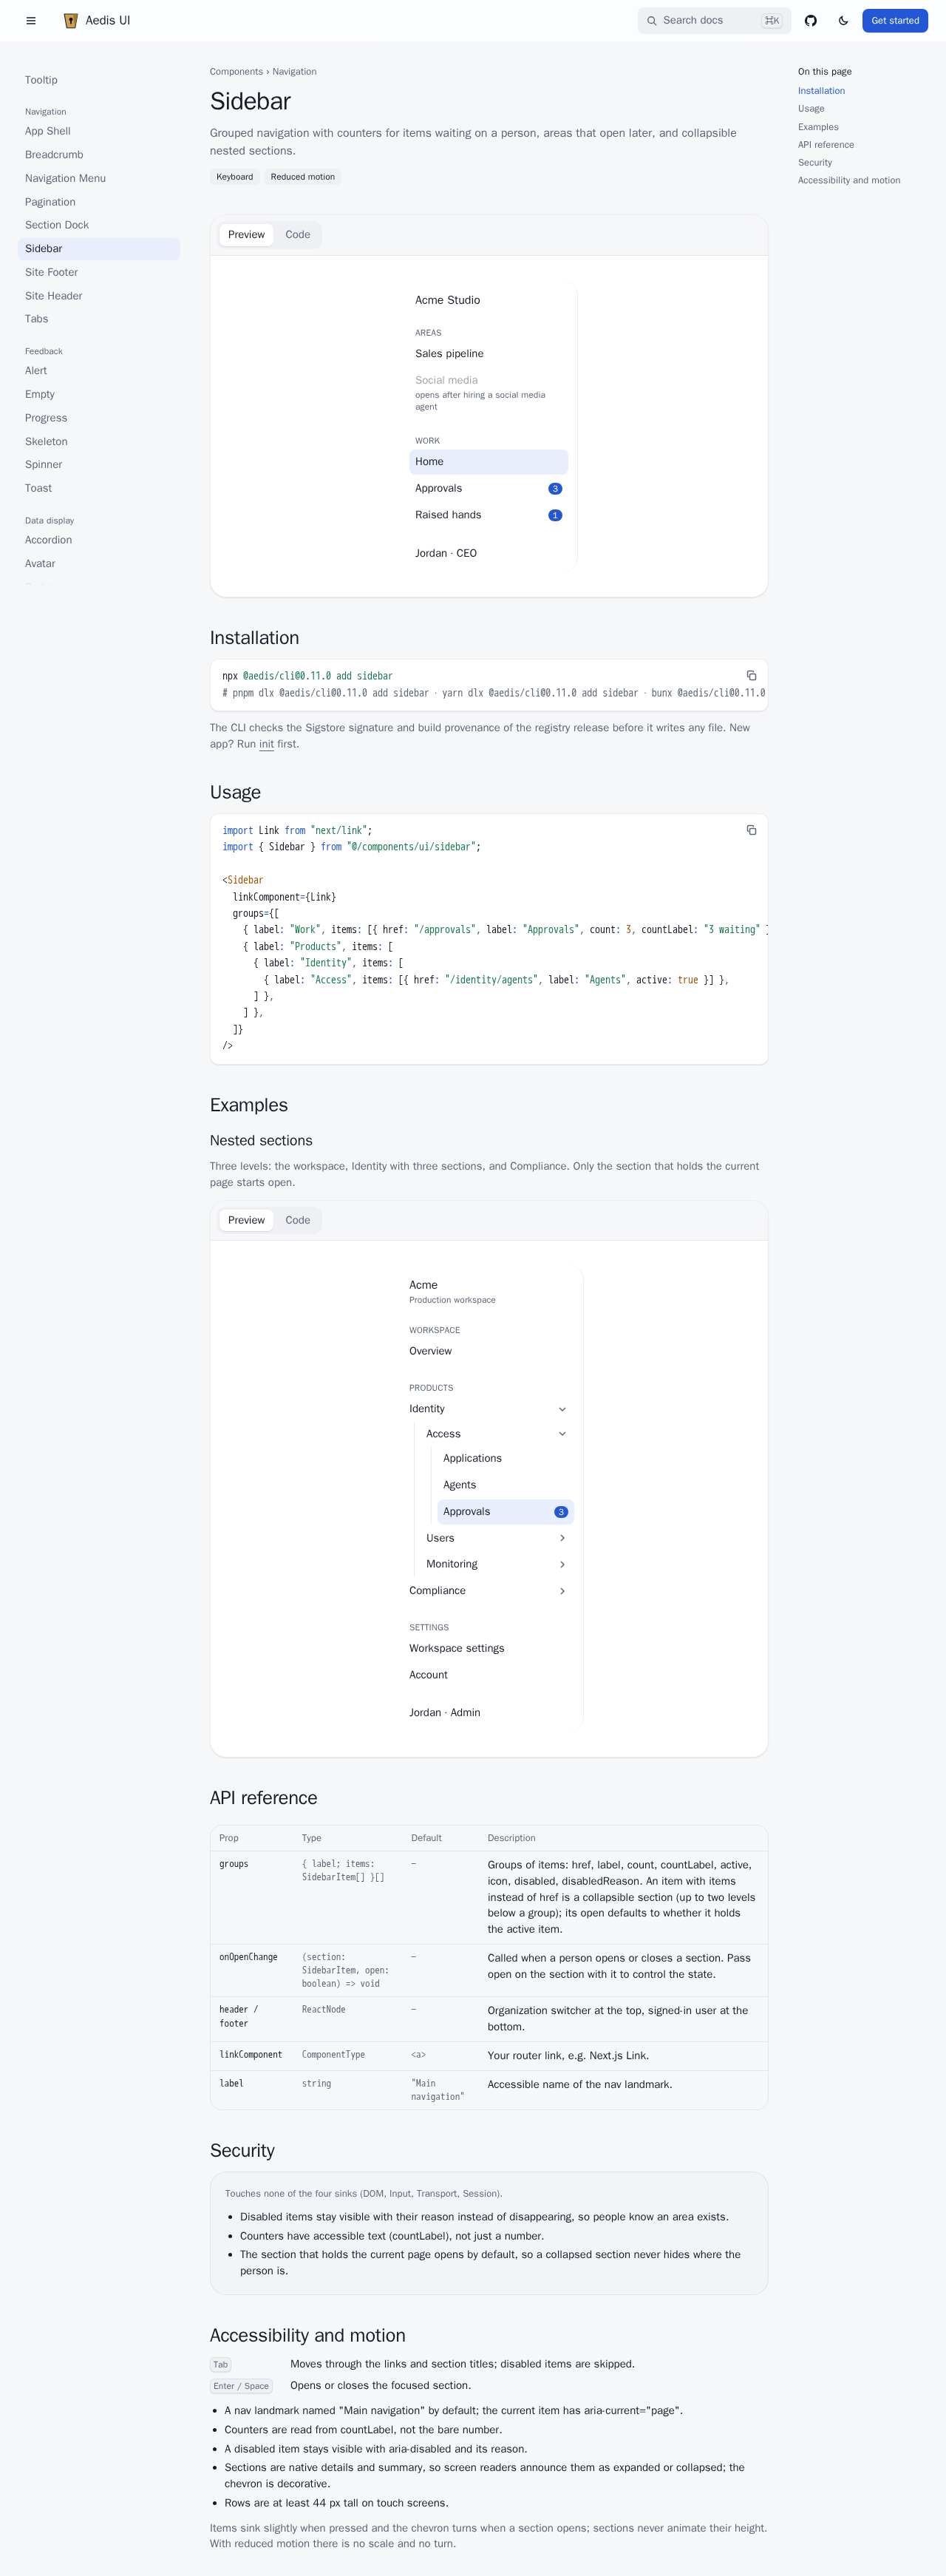 Aedis UI
Search docs
⌘K
Get started
Tooltip
Navigation
App Shell
Breadcrumb
Navigation Menu
Pagination
Section Dock
Sidebar
Site Footer
Site Header
Tabs
Feedback
Alert
Empty
Progress
Skeleton
Spinner
Toast
Data display
Accordion
Avatar
Components › Navigation
Sidebar
Grouped navigation with counters for items waiting on a person, areas that open later, and collapsible
nested sections.
Keyboard
Reduced motion
On this page
Installation
Usage
Examples
API reference
Security
Accessibility and motion
Preview
Code
Acme Studio
AREAS
Sales pipeline
Social media
opens after hiring a social media
agent
WORK
Home
Approvals 3
Raised hands 1
Jordan · CEO
Installation
npx @aedis/cli@0.11.0 add sidebar
# pnpm dlx @aedis/cli@0.11.0 add sidebar · yarn dlx @aedis/cli@0.11.0 add sidebar · bunx @aedis/cli@0.11.0
The CLI checks the Sigstore signature and build provenance of the registry release before it writes any file. New
app? Run init first.
Usage
import Link from "next/link";
import { Sidebar } from "@/components/ui/sidebar";
<Sidebar
linkComponent={Link}
groups={[
{ label: "Work", items: [{ href: "/approvals", label: "Approvals", count: 3, countLabel: "3 waiting" }
{ label: "Products", items: [
{ label: "Identity", items: [
{ label: "Access", items: [{ href: "/identity/agents", label: "Agents", active: true }] },
] },
] },
]}
/>
Examples
Nested sections
Three levels: the workspace, Identity with three sections, and Compliance. Only the section that holds the current
page starts open.
Preview
Code
Acme
Production workspace
WORKSPACE
Overview
PRODUCTS
Identity
Access
Applications
Agents
Approvals 3
Users
Monitoring
Compliance
SETTINGS
Workspace settings
Account
Jordan · Admin
API reference
Prop Type Default Description
groups { label; items: SidebarItem[] }[] — Groups of items: href, label, count, countLabel, active,
icon, disabled, disabledReason. An item with items
instead of href is a collapsible section (up to two levels
below a group); its open defaults to whether it holds
the active item.
onOpenChange (section: SidebarItem, open: boolean) => void — Called when a person opens or closes a section. Pass
open on the section with it to control the state.
header / footer ReactNode — Organization switcher at the top, signed-in user at the
bottom.
linkComponent ComponentType <a> Your router link, e.g. Next.js Link.
label string "Main navigation" Accessible name of the nav landmark.
Security
Touches none of the four sinks (DOM, Input, Transport, Session).
• Disabled items stay visible with their reason instead of disappearing, so people know an area exists.
• Counters have accessible text (countLabel), not just a number.
• The section that holds the current page opens by default, so a collapsed section never hides where the
person is.
Accessibility and motion
Tab Moves through the links and section titles; disabled items are skipped.
Enter / Space Opens or closes the focused section.
• A nav landmark named "Main navigation" by default; the current item has aria-current="page".
• Counters are read from countLabel, not the bare number.
• A disabled item stays visible with aria-disabled and its reason.
• Sections are native details and summary, so screen readers announce them as expanded or collapsed; the
chevron is decorative.
• Rows are at least 44 px tall on touch screens.
Items sink slightly when pressed and the chevron turns when a section opens; sections never animate their height.
With reduced motion there is no scale and no turn.